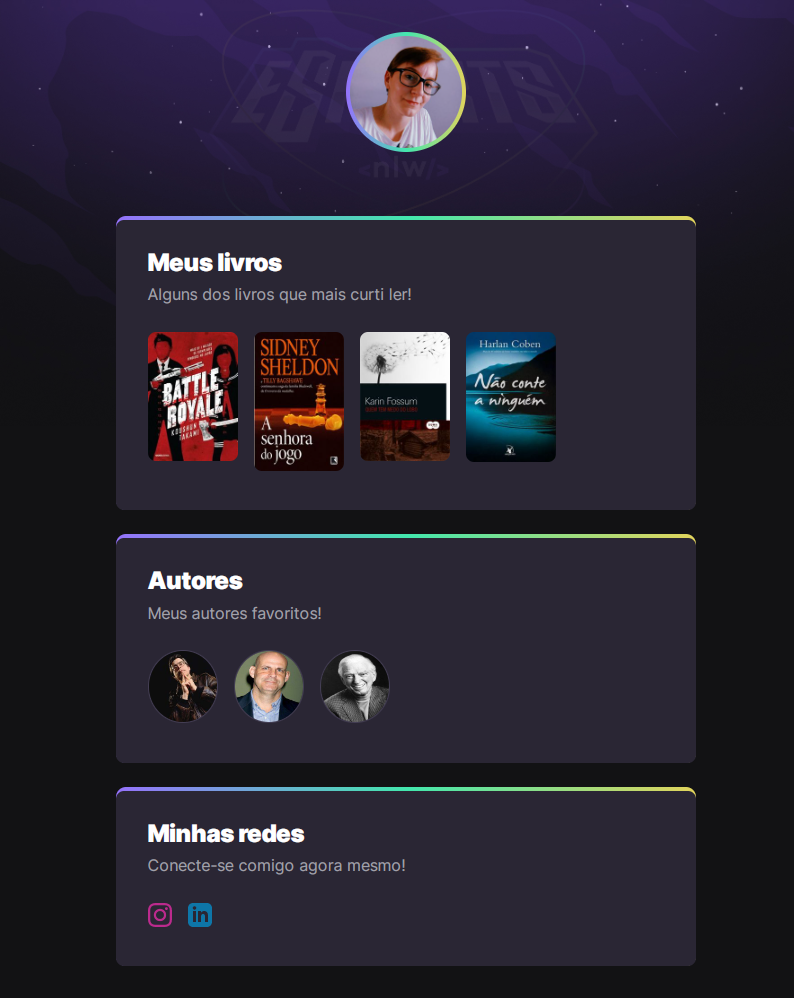 ESPORTS
<nlw/>
Meus livros
Alguns dos livros que mais curti ler!
BATTLE
ROYALE
KOUSHUN
TAKAMI
SIDNEY
SHELDON
e TILLY BAGSHAWE
A
senhora
do jogo
Karin Fossum
Harlan Coben
Não conte
a ninguém
Autores
Meus autores favoritos!
Minhas redes
Conecte-se comigo agora mesmo!
in